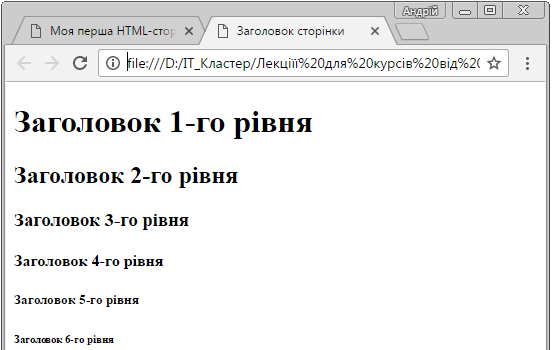 Андрій
Моя перша HTML-стор
Заголовок сторінки
file:///D:/IT_Кластер/Лекціїї%20для%20курсів%20від%20
Заголовок 1-го рівня
Заголовок 2-го рівня
Заголовок 3-го рівня
Заголовок 4-го рівня
Заголовок 5-го рівня
Заголовок 6-го рівня